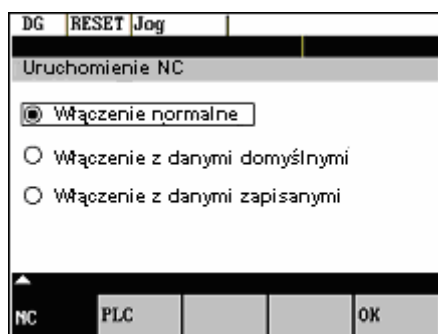 DG RESET Jog
Uruchomienie NC
Włączenie normalne
Włączenie z danymi domyślnymi
Włączenie z danymi zapisanymi
NC PLC OK